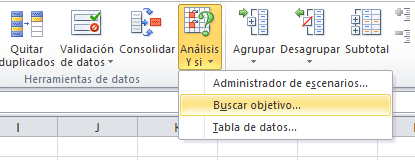 Quitar
duplicados
Validación
de datos
Consolidar
Análisis
Y si
Agrupar
Desagrupar
Subtotal
Herramientas de datos
Administrador de escenarios...
Buscar objetivo...
Tabla de datos...
I
J
K